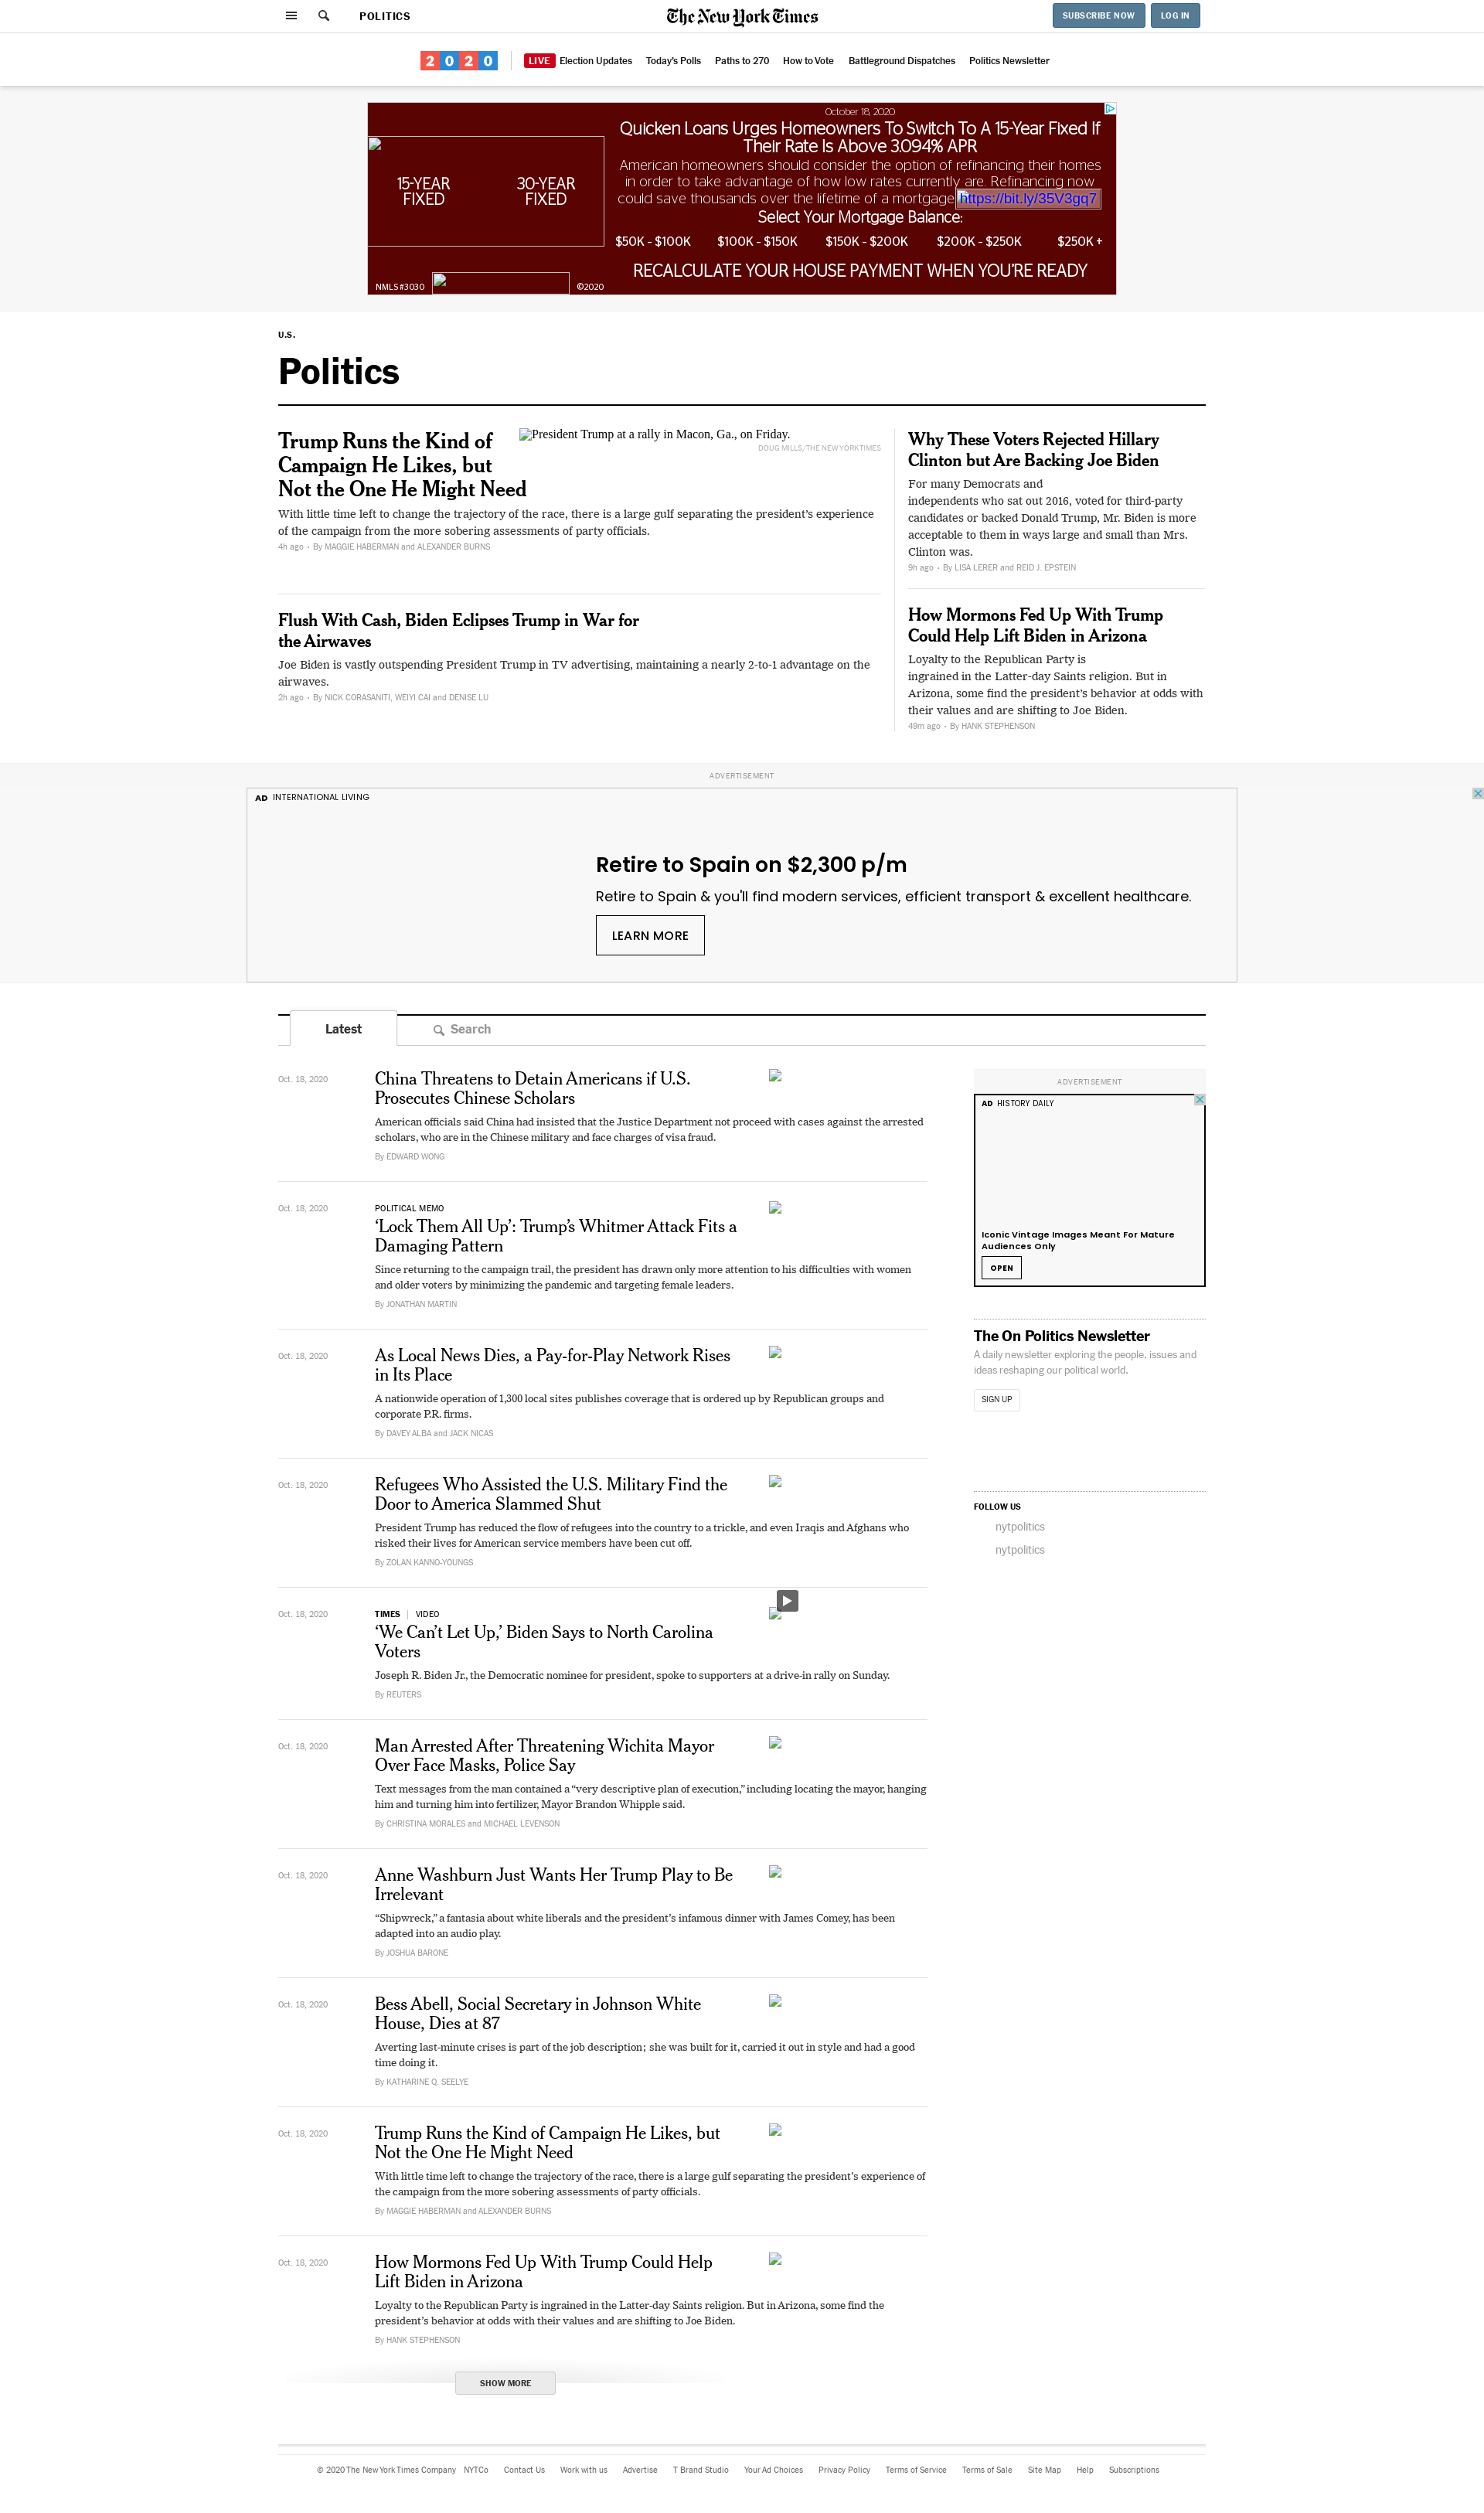 POLITICS
The New York Times
SUBSCRIBE NOW
LOG IN
2020
LIVE Election Updates
Today's Polls
Paths to 270
How to Vote
Battleground Dispatches
Politics Newsletter
October 18, 2020
Quicken Loans Urges Homeowners To Switch To A 15-Year Fixed If
Their Rate Is Above 3.094% APR
American homeowners should consider the option of refinancing their homes
in order to take advantage of how low rates currently are. Refinancing now
could save thousands over the lifetime of a mortgage
https://bit.ly/35V3gq7
15-YEAR
FIXED
30-YEAR
FIXED
Select Your Mortgage Balance:
$50K - $100K
$100K - $150K
$150K - $200K
$200K - $250K
$250K +
RECALCULATE YOUR HOUSE PAYMENT WHEN YOU'RE READY
NMLS#3030
©2020
U.S.
Politics
Trump Runs the Kind of
Campaign He Likes, but
Not the One He Might Need
President Trump at a rally in Macon, Ga., on Friday.
DOUG MILLS/THE NEW YORK TIMES
With little time left to change the trajectory of the race, there is a large gulf separating the president's experience
of the campaign from the more sobering assessments of party officials.
4h ago · By MAGGIE HABERMAN and ALEXANDER BURNS
Flush With Cash, Biden Eclipses Trump in War for
the Airwaves
Joe Biden is vastly outspending President Trump in TV advertising, maintaining a nearly 2-to-1 advantage on the
airwaves.
2h ago · By NICK CORASANITI, WEIYI CAI and DENISE LU
Why These Voters Rejected Hillary
Clinton but Are Backing Joe Biden
For many Democrats and
independents who sat out 2016, voted for third-party
candidates or backed Donald Trump, Mr. Biden is more
acceptable to them in ways large and small than Mrs.
Clinton was.
9h ago · By LISA LERER and REID J. EPSTEIN
How Mormons Fed Up With Trump
Could Help Lift Biden in Arizona
Loyalty to the Republican Party is
ingrained in the Latter-day Saints religion. But in
Arizona, some find the president's behavior at odds with
their values and are shifting to Joe Biden.
49m ago · By HANK STEPHENSON
ADVERTISEMENT
AD INTERNATIONAL LIVING
Retire to Spain on $2,300 p/m
Retire to Spain & you'll find modern services, efficient transport & excellent healthcare.
LEARN MORE
Latest
Search
Oct. 18, 2020
China Threatens to Detain Americans if U.S.
Prosecutes Chinese Scholars
American officials said China had insisted that the Justice Department not proceed with cases against the arrested
scholars, who are in the Chinese military and face charges of visa fraud.
By EDWARD WONG
Oct. 18, 2020
POLITICAL MEMO
‘Lock Them All Up’: Trump’s Whitmer Attack Fits a
Damaging Pattern
Since returning to the campaign trail, the president has drawn only more attention to his difficulties with women
and older voters by minimizing the pandemic and targeting female leaders.
By JONATHAN MARTIN
Oct. 18, 2020
As Local News Dies, a Pay-for-Play Network Rises
in Its Place
A nationwide operation of 1,300 local sites publishes coverage that is ordered up by Republican groups and
corporate P.R. firms.
By DAVEY ALBA and JACK NICAS
Oct. 18, 2020
Refugees Who Assisted the U.S. Military Find the
Door to America Slammed Shut
President Trump has reduced the flow of refugees into the country to a trickle, and even Iraqis and Afghans who
risked their lives for American service members have been cut off.
By ZOLAN KANNO-YOUNGS
Oct. 18, 2020
TIMES | VIDEO
‘We Can’t Let Up,’ Biden Says to North Carolina
Voters
Joseph R. Biden Jr., the Democratic nominee for president, spoke to supporters at a drive-in rally on Sunday.
By REUTERS
Oct. 18, 2020
Man Arrested After Threatening Wichita Mayor
Over Face Masks, Police Say
Text messages from the man contained a “very descriptive plan of execution,” including locating the mayor, hanging
him and turning him into fertilizer, Mayor Brandon Whipple said.
By CHRISTINA MORALES and MICHAEL LEVENSON
Oct. 18, 2020
Anne Washburn Just Wants Her Trump Play to Be
Irrelevant
“Shipwreck,” a fantasia about white liberals and the president’s infamous dinner with James Comey, has been
adapted into an audio play.
By JOSHUA BARONE
Oct. 18, 2020
Bess Abell, Social Secretary in Johnson White
House, Dies at 87
Averting last-minute crises is part of the job description; she was built for it, carried it out in style and had a good
time doing it.
By KATHARINE Q. SEELYE
Oct. 18, 2020
Trump Runs the Kind of Campaign He Likes, but
Not the One He Might Need
With little time left to change the trajectory of the race, there is a large gulf separating the president’s experience of
the campaign from the more sobering assessments of party officials.
By MAGGIE HABERMAN and ALEXANDER BURNS
Oct. 18, 2020
How Mormons Fed Up With Trump Could Help
Lift Biden in Arizona
Loyalty to the Republican Party is ingrained in the Latter-day Saints religion. But in Arizona, some find the
president’s behavior at odds with their values and are shifting to Joe Biden.
By HANK STEPHENSON
SHOW MORE
ADVERTISEMENT
AD HISTORY DAILY
Iconic Vintage Images Meant For Mature
Audiences Only
OPEN
The On Politics Newsletter
A daily newsletter exploring the people, issues and
ideas reshaping our political world.
SIGN UP
FOLLOW US
nytpolitics
nytpolitics
© 2020 The New York Times Company
NYTCo
Contact Us
Work with us
Advertise
T Brand Studio
Your Ad Choices
Privacy Policy
Terms of Service
Terms of Sale
Site Map
Help
Subscriptions